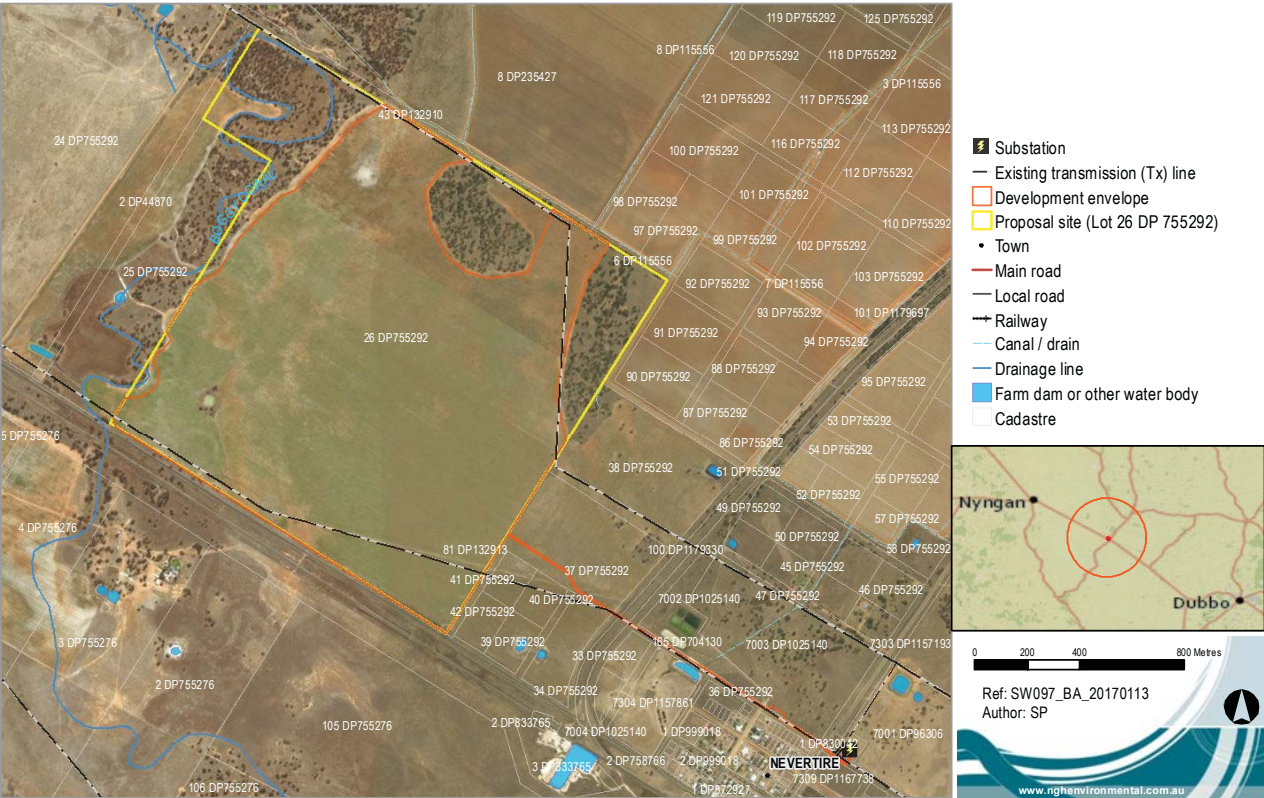 119 DP755292
125 DP755292
8 DP115556
120 DP755292
118 DP755292
8 DP235427
3 DP115556
121 DP755292
117 DP755292
43 DP132910
113 DP755292
24 DP755292
100 DP755292
116 DP755292
112 DP755292
101 DP755292
2 DP44870
98 DP755292
110 DP755292
97 DP755292
99 DP755292
102 DP755292
6 DP115556
25 DP755292
103 DP755292
92 DP755292
7 DP115556
93 DP755292
101 DP1179697
91 DP755292
26 DP755292
94 DP755292
88 DP755292
90 DP755292
95 DP755292
87 DP755292
53 DP755292
5 DP755276
86 DP755292
54 DP755292
38 DP755292
51 DP755292
55 DP755292
52 DP755292
49 DP755292
57 DP755292
4 DP755276
50 DP755292
81 DP132913
100 DP1179330
58 DP755292
37 DP755292
45 DP755292
41 DP755292
46 DP755292
40 DP755292
7002 DP1025140
47 DP755292
42 DP755292
3 DP755276
39 DP755292
165 DP704130
7003 DP1025140
7303 DP1157193
33 DP755292
2 DP755276
34 DP755292
36 DP755292
7304 DP1157861
105 DP755276
2 DP833765
7004 DP1025140
1 DP999018
7001 DP96306
1 DP830042
3 DP833765
2 DP758766
2 DP999018
NEVERTIRE
7309 DP1167738
106 DP755276
1 DP872927
Substation
Existing transmission (Tx) line
Development envelope
Proposal site (Lot 26 DP 755292)
Town
Main road
Local road
Railway
Canal / drain
Drainage line
Farm dam or other water body
Cadastre
Nyngan
Dubbo
0 200 400 800 Metres
Ref: SW097_BA_20170113
Author: SP
www.nghenvironmental.com.au